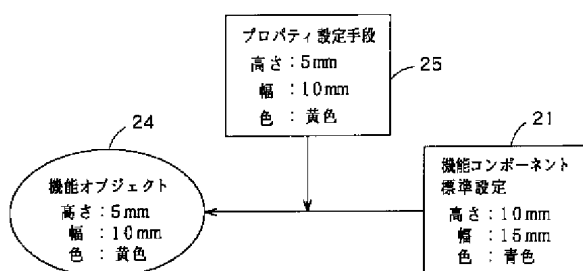 プロパティ設定手段
高さ：5mm
幅：10mm
色：黄色
25
24
機能オブジェクト
高さ：5mm
幅：10mm
色：黄色
21
機能コンポーネント
標準設定
高さ：10mm
幅：15mm
色：青色